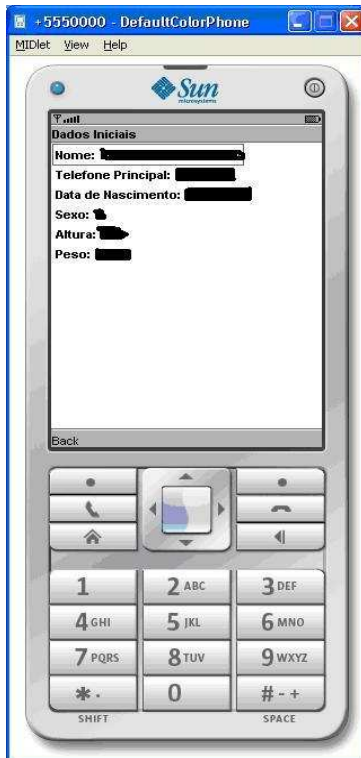 +5550000 - DefaultColorPhone
MIDlet View Help
Sun
microsystems
Dados Iniciais
Nome:
Telefone Principal:
Data de Nascimento:
Sexo:
Altura:
Peso:
Back
1 2 ABC 3 DEF
4 GHI 5 JKL 6 MNO
7 PQRS 8 TUV 9 WXYZ
* . 0 # - +
SHIFT SPACE